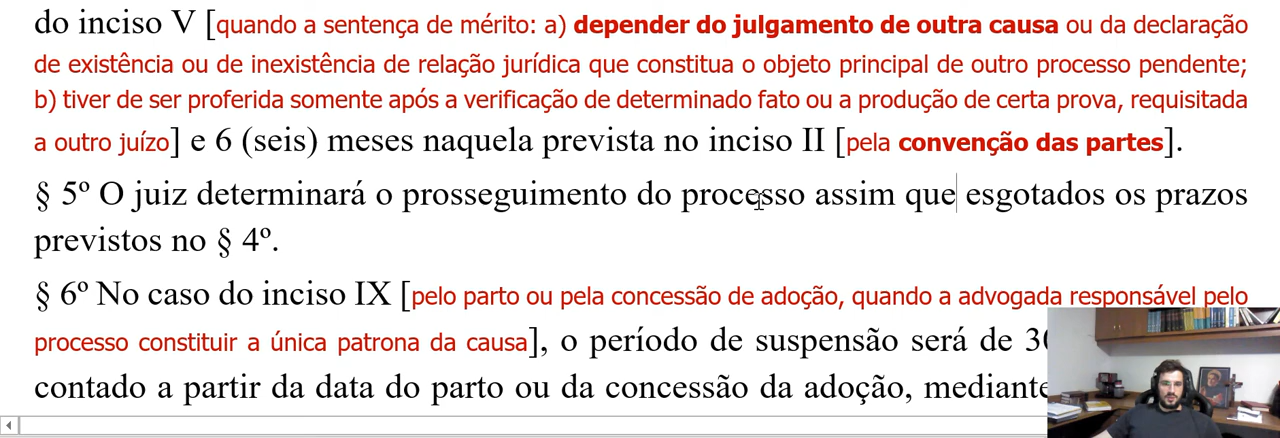 do inciso V [quando a sentença de mérito: a) depender do julgamento de outra causa ou da declaração
de existência ou de inexistência de relação jurídica que constitua o objeto principal de outro processo pendente;
b) tiver de ser proferida somente após a verificação de determinado fato ou a produção de certa prova, requisitada
a outro juízo] e 6 (seis) meses naquela prevista no inciso II [pela convenção das partes].
§ 5º O juiz determinará o prosseguimento do processo assim que esgotados os prazos
previstos no § 4º.
§ 6º No caso do inciso IX [pelo parto ou pela concessão de adoção, quando a advogada responsável pelo
processo constituir a única patrona da causa], o período de suspensão será de
contado a partir da data do parto ou da concessão da adoção, mediante